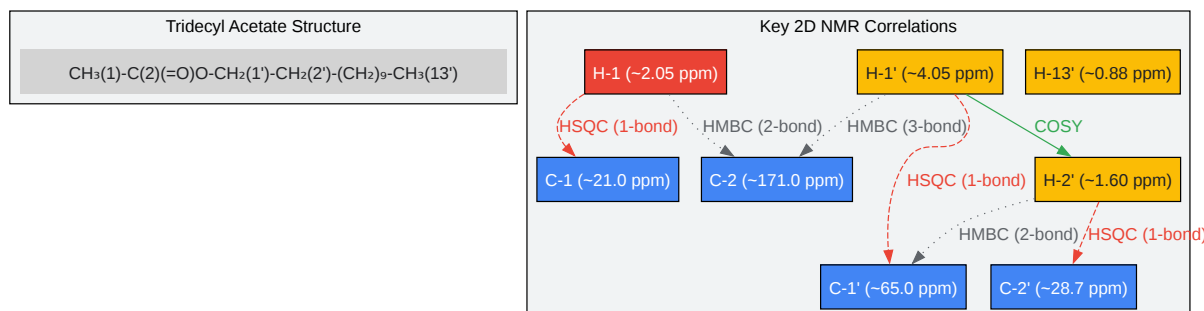 Tridecyl Acetate Structure
CH₃(1)-C(2)(=O)O-CH₂(1')-CH₂(2')-(CH₂)₉-CH₃(13')
Key 2D NMR Correlations
H-1 (~2.05 ppm)
H-1' (~4.05 ppm)
H-13' (~0.88 ppm)
HSQC (1-bond)
HMBC (2-bond)
HMBC (3-bond)
COSY
C-1 (~21.0 ppm)
C-2 (~171.0 ppm)
HSQC (1-bond)
H-2' (~1.60 ppm)
HMBC (2-bond)
HSQC (1-bond)
C-1' (~65.0 ppm)
C-2' (~28.7 ppm)